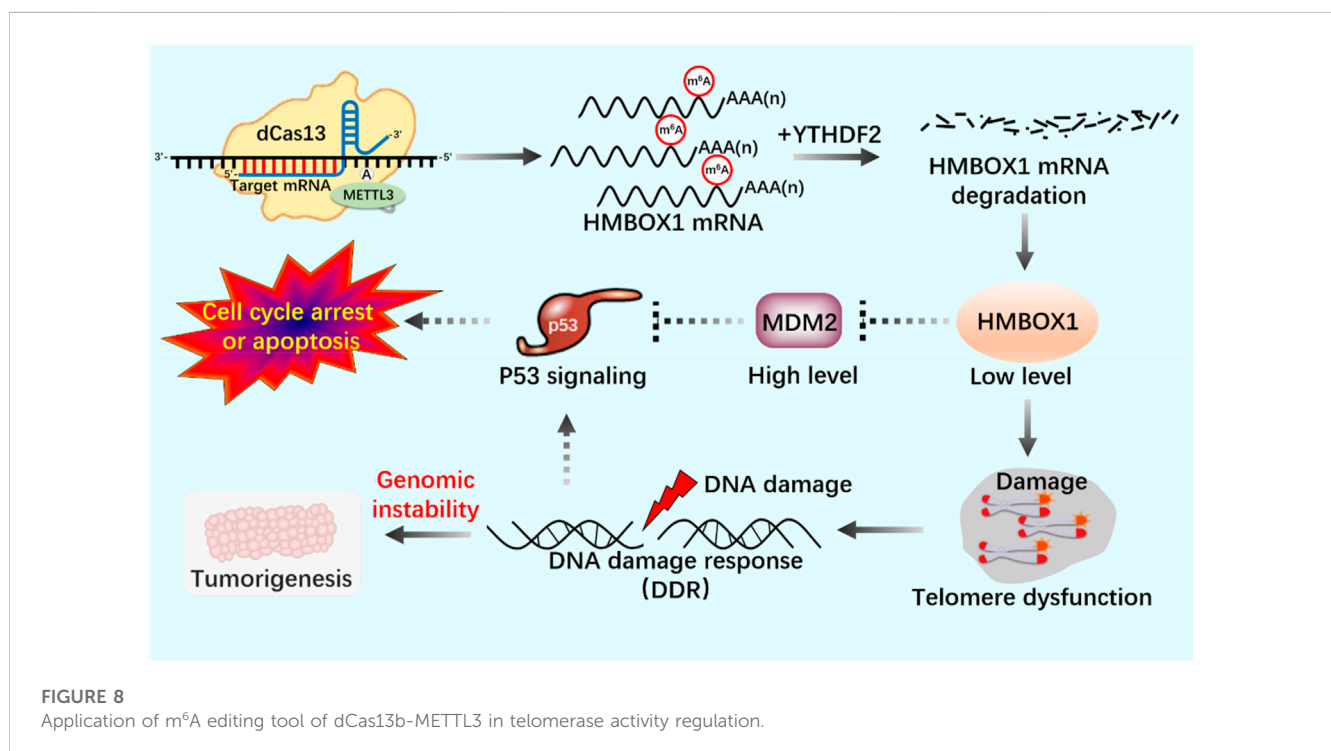 dCas13
3'-
-3'
-5'
5'-
Target mRNA
A
METTL3
m⁶A
AAA(n)
m⁶A
AAA(n)
m⁶A
AAA(n)
HMBOX1 mRNA
+YTHDF2
HMBOX1 mRNA
degradation
Cell cycle arrest
or apoptosis
p53
P53 signaling
MDM2
High level
HMBOX1
Low level
Genomic
instability
Tumorigenesis
DNA damage
DNA damage response
(DDR)
Damage
Telomere dysfunction
FIGURE 8
Application of m⁶A editing tool of dCas13b-METTL3 in telomerase activity regulation.